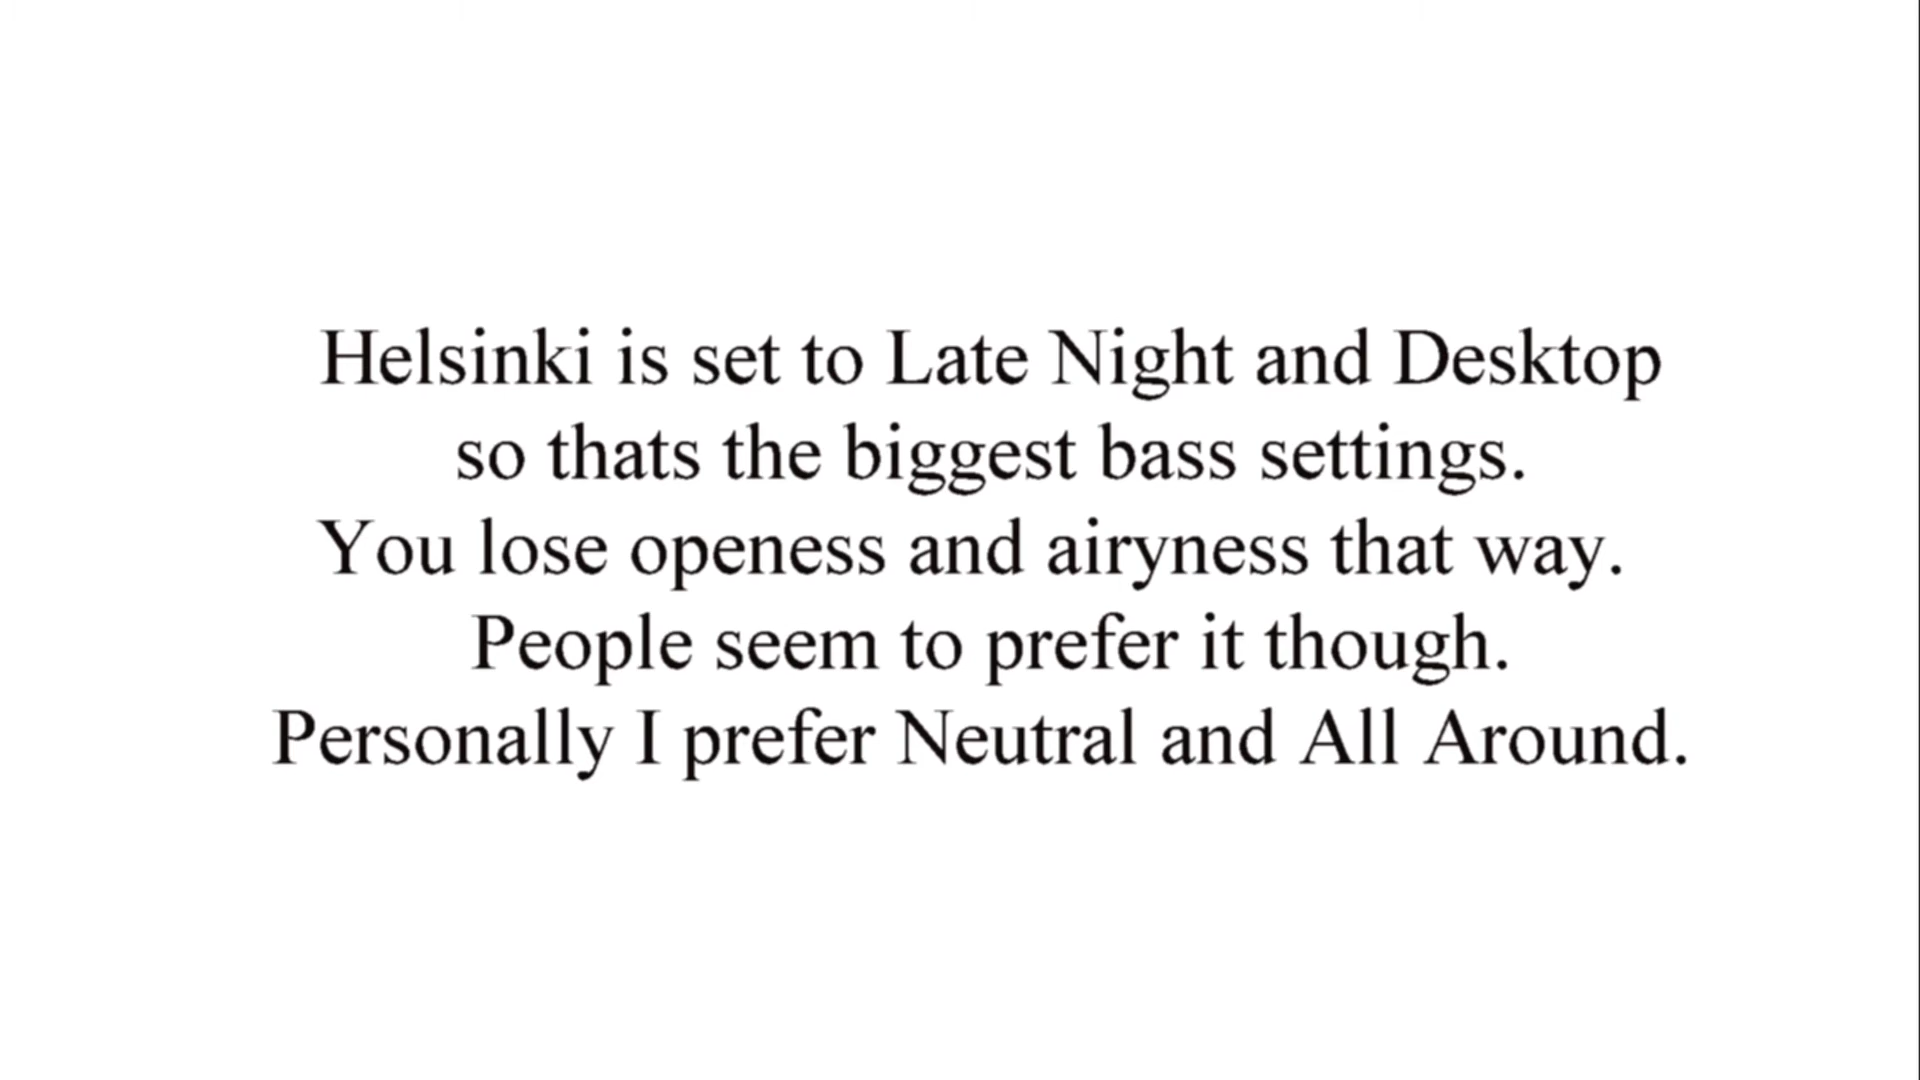 Helsinki is set to Late Night and Desktop
so thats the biggest bass settings.
You lose openess and airyness that way.
People seem to prefer it though.
Personally I prefer Neutral and All Around.